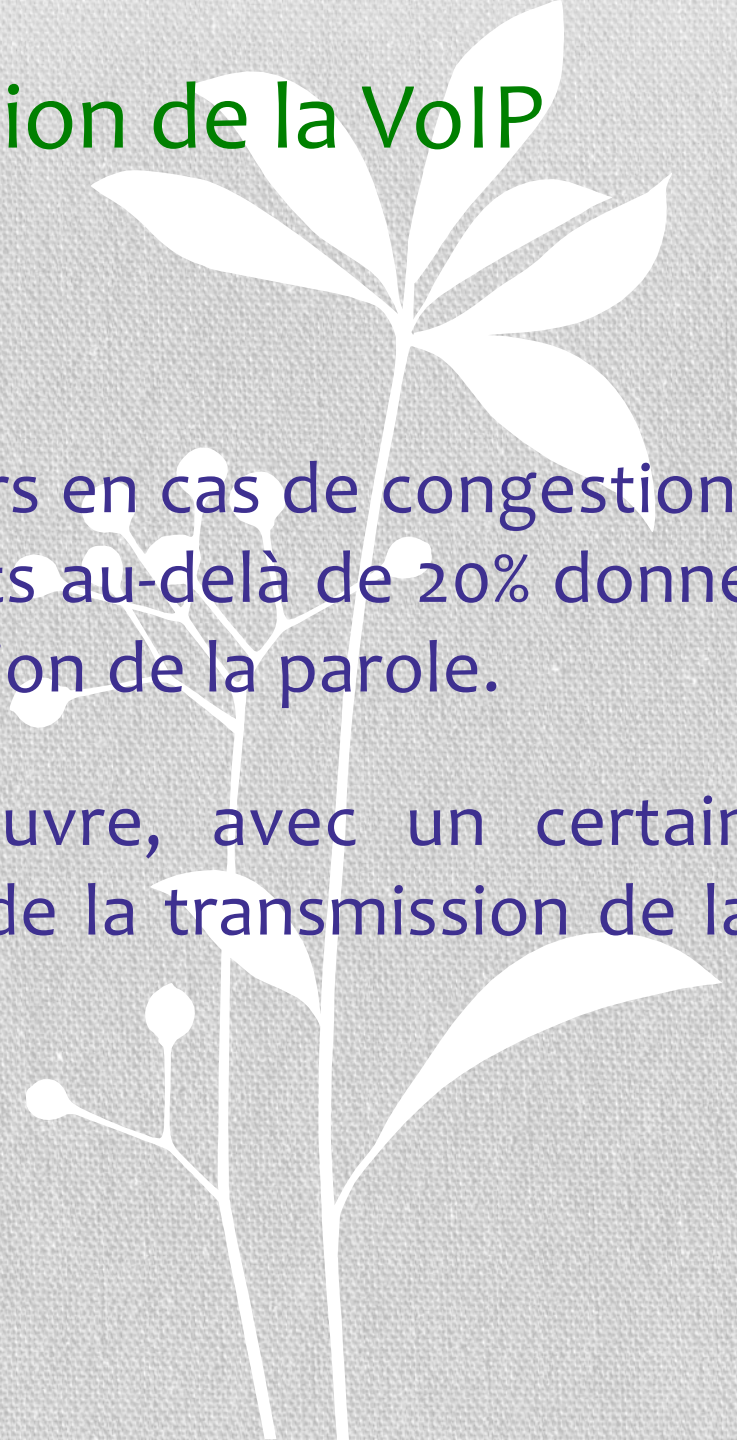 ion de la VoIP
rs en cas de congestion
ts au-delà de 20% donne
ion de la parole.
uvre, avec un certain
de la transmission de la